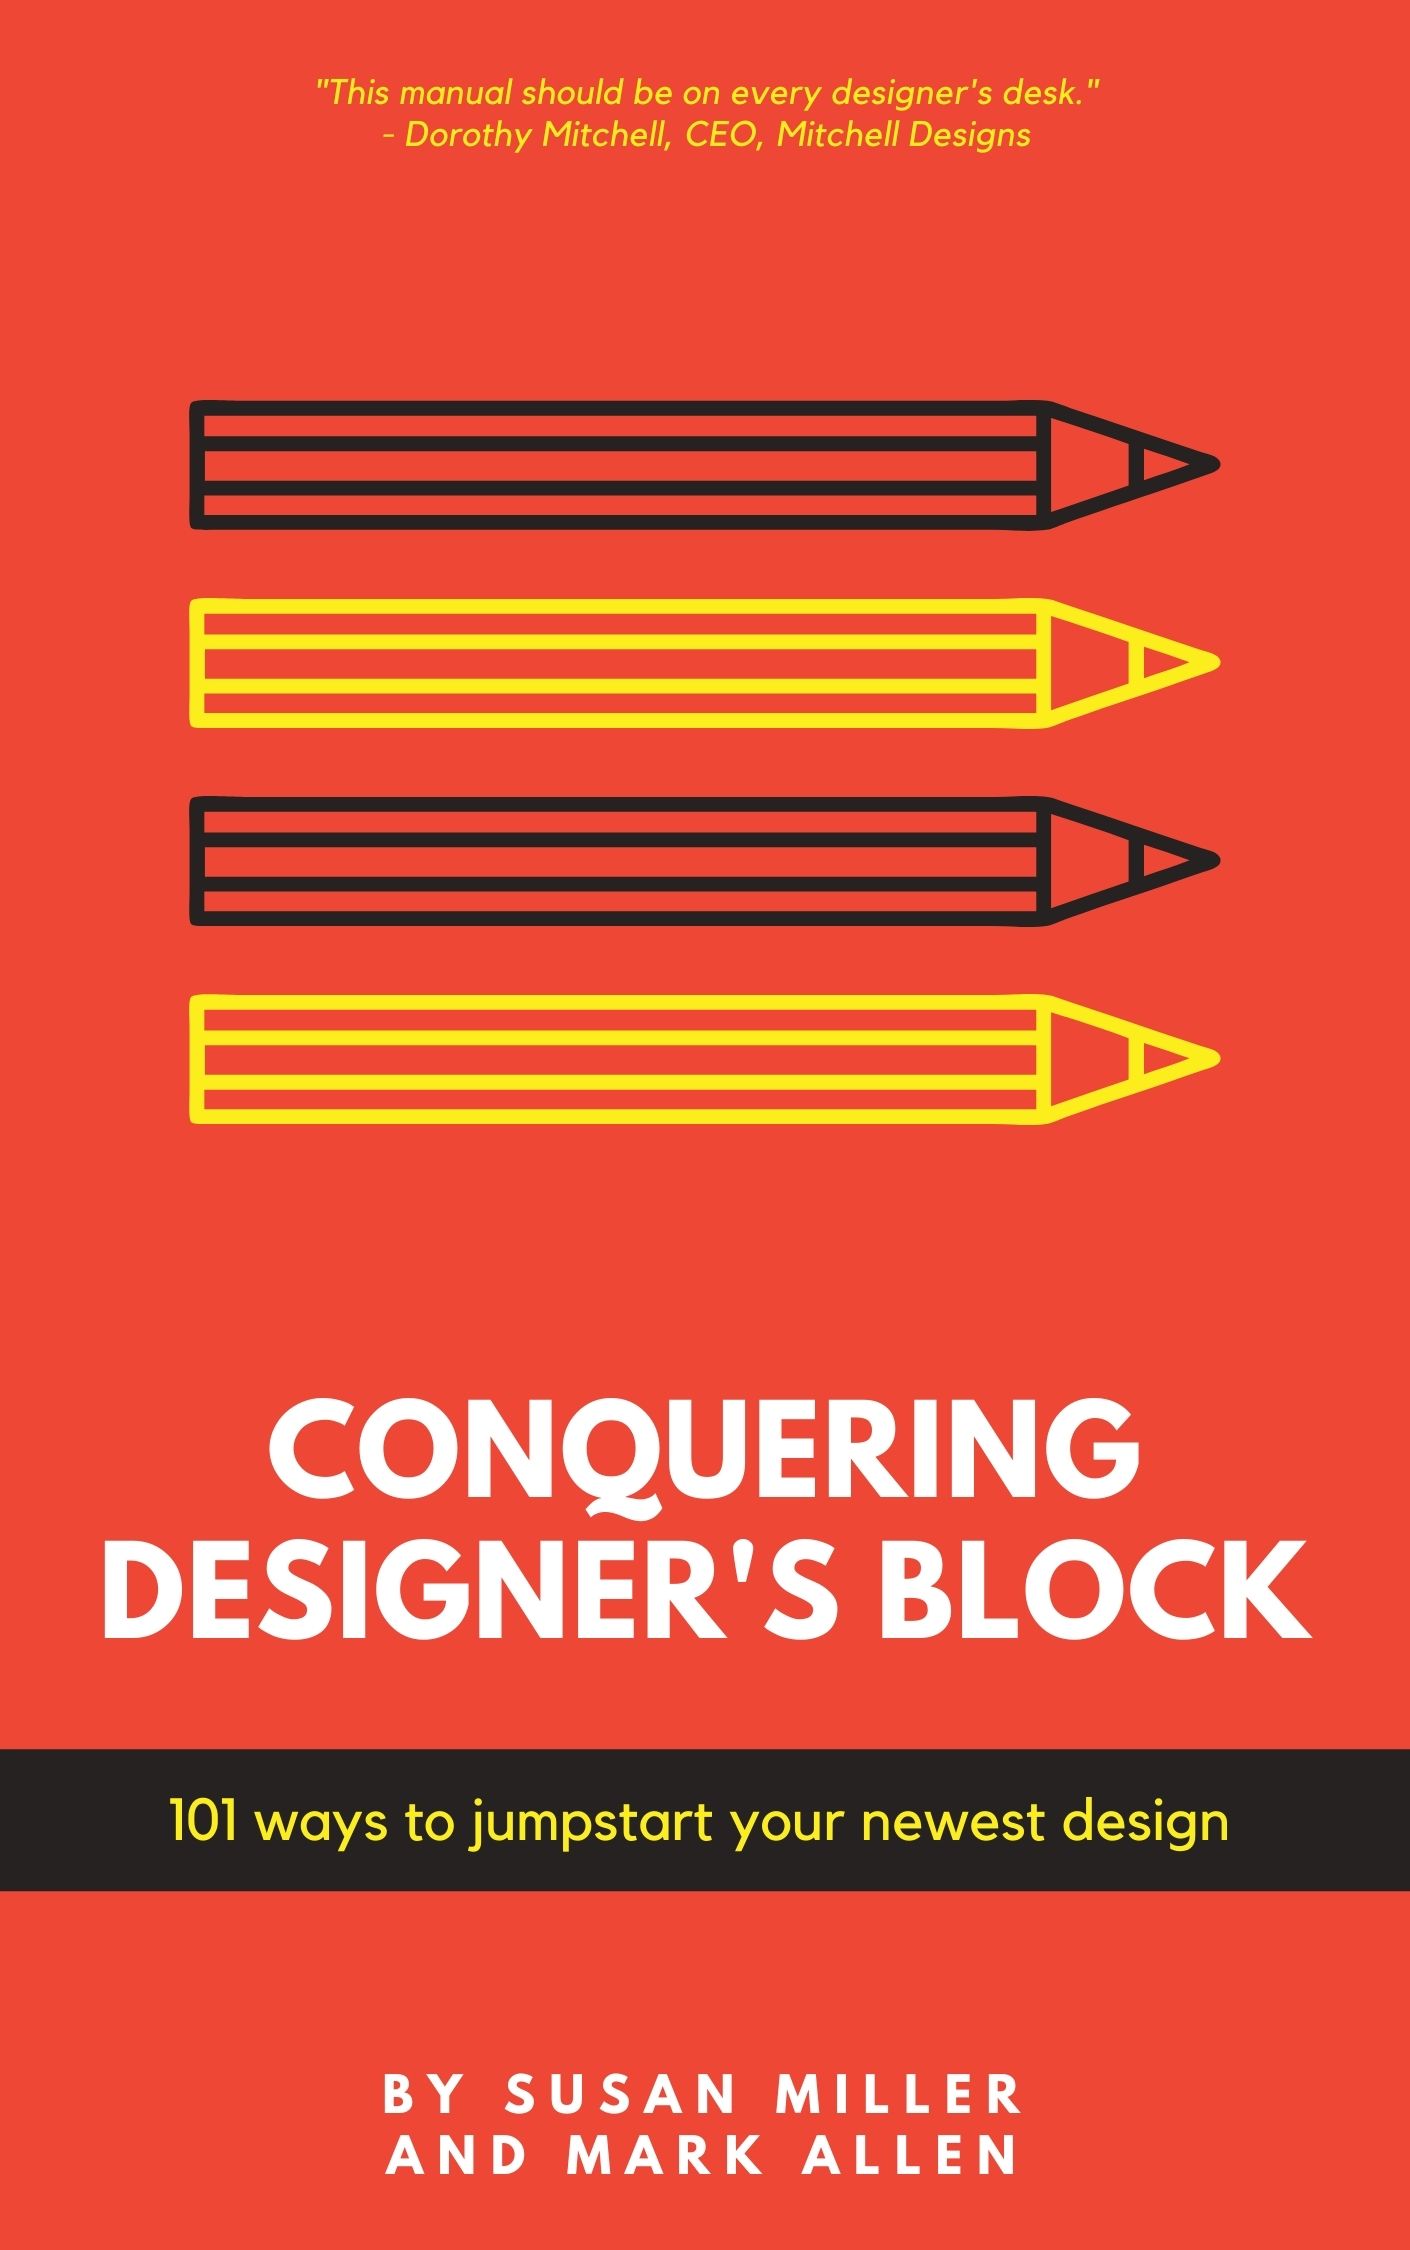 "This manual should be on every designer's desk."
- Dorothy Mitchell, CEO, Mitchell Designs
CONQUERING
DESIGNER'S BLOCK
101 ways to jumpstart your newest design
BY SUSAN MILLER
AND MARK ALLEN